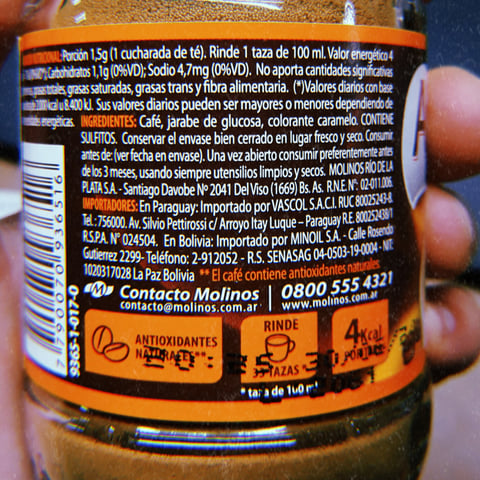 NUTRICIONAL: Porción 1,5g (1 cucharada de té). Rinde 1 taza de 100 ml. Valor energético 4
Carbohidratos 1,1g (0%VD); Sodio 4,7mg (0%VD). No aporta cantidades significativas
grasas totales, grasas saturadas, grasas trans y fibra alimentaria. (*)Valores diarios con base
2000 kcal u 8.400 kJ. Sus valores diarios pueden ser mayores o menores dependiendo de
energéticas. INGREDIENTES: Café, jarabe de glucosa, colorante caramelo. CONTIENE
SULFITOS. Conservar el envase bien cerrado en lugar fresco y seco. Consumir
antes de: (ver fecha en envase). Una vez abierto consumir preferentemente antes
de los 3 meses, usando siempre utensilios limpios y secos. MOLINOS RÍO DE LA
PLATA S.A. - Santiago Davobe Nº 2041 Del Viso (1669) Bs. As. R.N.E. Nº: 02-011.006.
IMPORTADORES: En Paraguay: Importado por VASCOL S.A.C.I. RUC 80025243-8
Tel.: 756000. Av. Silvio Pettirossi c/ Arroyo Itay Luque – Paraguay R.E. 80025243B/1
R.S.P.A. Nº 024504. En Bolivia: Importado por MINOIL S.A. - Calle Rosendo
Gutierrez 2299- Teléfono: 2-912052 - R.S. SENASAG 04-05-03-19-0004 - NIT:
1020317028 La Paz Bolivia ** El café contiene antioxidantes naturales
Contacto Molinos | 0800 555 4321
contacto@molinos.com.ar www.molinos.com.ar
ANTIOXIDANTES
NATURALES**
RINDE
33 TAZAS *
* taza de 100 ml
4 Kcal
7790070936516
9365-1-017-0